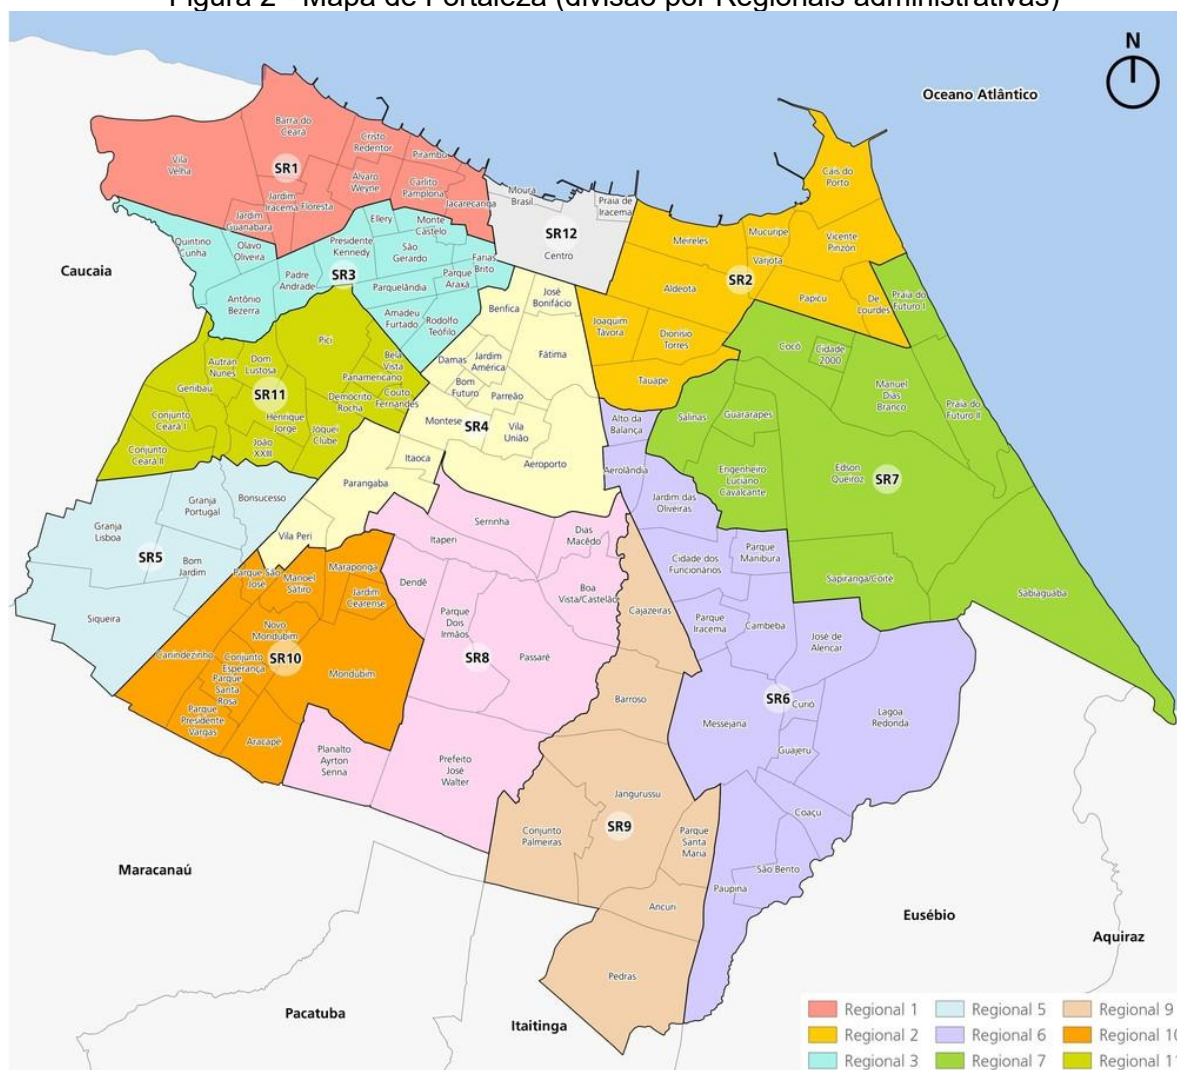 Figura 2 - Mapa de Fortaleza (divisão por Regionais administrativas)
N
Oceano Atlântico
Barra do
Ceará
Cristo
Redentor
Pirambu
Vila
Velha
SR1
Alvaro
Weyne
Carlito
Pamplona
Jacarecanga
Jardim
Iracema
Floresta
Jardim
Guanabara
Moura
Brasil
Praia de
Iracema
SR12
Centro
Cais do
Porto
Meireles
Mucuripe
Vicente
Pinzón
Varjota
SR2
Aldeota
Papicu
De
Lourdes
Joaquim
Távora
Dionísio
Torres
Tauape
Caucaia
Quintino
Cunha
Olavo
Oliveira
Ellery
Monte
Castelo
Presidente
Kennedy
São
Gerardo
Farias
Brito
Padre
Andrade
SR3
Parque
Araxá
Parquelândia
Antônio
Bezerra
Amadeu
Furtado
Rodolfo
Teófilo
Benfica
José
Bonifácio
Fátima
Damas
Jardim
América
Bom
Futuro
Parreão
Montese
SR4
Vila
União
Aeroporto
Itaoca
Parangaba
Vila Peri
Pici
Autran
Nunes
Dom
Lustosa
Bela
Vista
Panamericano
Genibaú
SR11
Demócrito
Rocha
Couto
Fernandes
Conjunto
Ceará I
Henrique
Jorge
Jóquei
Clube
João
XXIII
Conjunto
Ceará II
Praia do
Futuro I
Cocó
Cidade
2000
Manuel
Dias
Branco
Praia do
Futuro II
Salinas
Guararapes
Engenheiro
Luciano
Cavalcante
Edson
Queiroz
SR7
Sapiranga/Coité
Sabiaguaba
Granja
Portugal
Bonsucesso
Granja
Lisboa
SR5
Bom
Jardim
Siqueira
Alto da
Balança
Aerolândia
Jardim das
Oliveiras
Cidade dos
Funcionários
Parque
Manibura
Parque
Iracema
Cambeba
José de
Alencar
SR6
Curió
Messejana
Lagoa
Redonda
Guajeru
Coaçu
São Bento
Paupina
Serrinha
Itaperi
Dias
Macêdo
Dendê
Boa
Vista/Castelão
Parque
Dois
Irmãos
SR8
Passaré
Planalto
Ayrton
Senna
Prefeito
José
Walter
Parque São
José
Manoel
Sátiro
Maraponga
Jardim
Cearense
Novo
Mondubim
Canindezinho
Conjunto
Esperança
SR10
Parque
Santa
Rosa
Mondubim
Parque
Presidente
Vargas
Aracapé
Cajazeiras
Barroso
Jangurussu
SR9
Conjunto
Palmeiras
Parque
Santa
Maria
Ancuri
Pedras
Maracanaú
Eusébio
Aquiraz
Pacatuba
Itaitinga
Regional 1 Regional 5 Regional 9
Regional 2 Regional 6 Regional 10
Regional 3 Regional 7 Regional 11